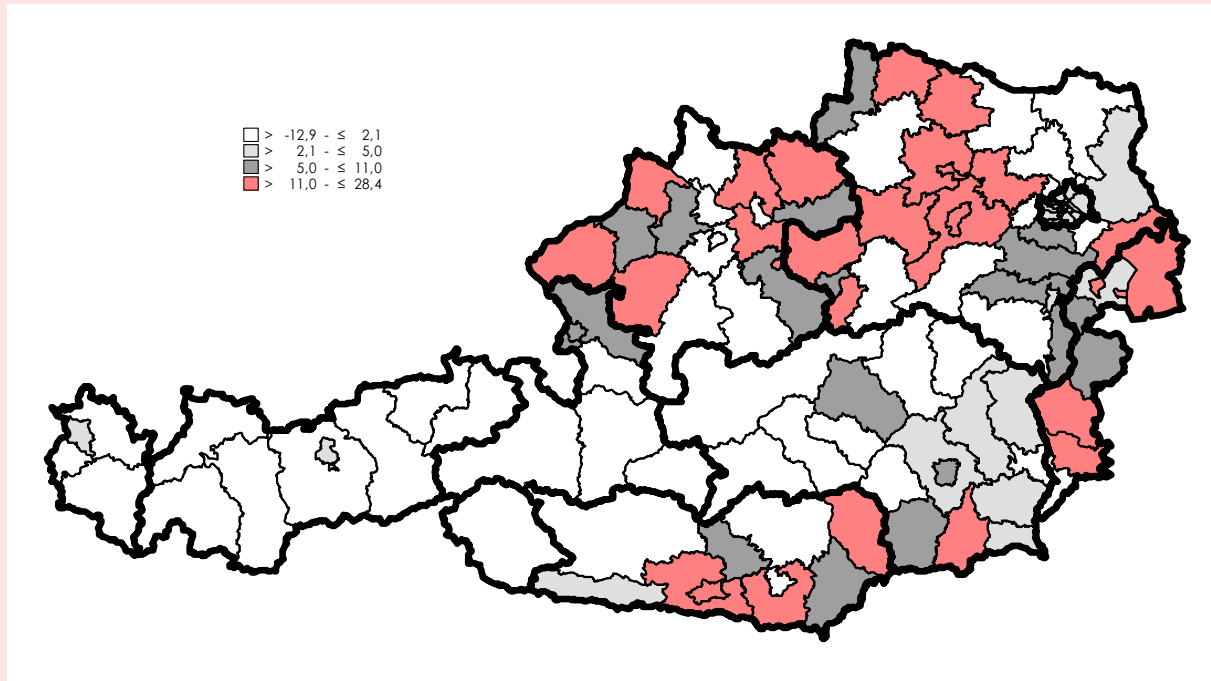 > -12,9 - ≤ 2,1
> 2,1 - ≤ 5,0
> 5,0 - ≤ 11,0
> 11,0 - ≤ 28,4